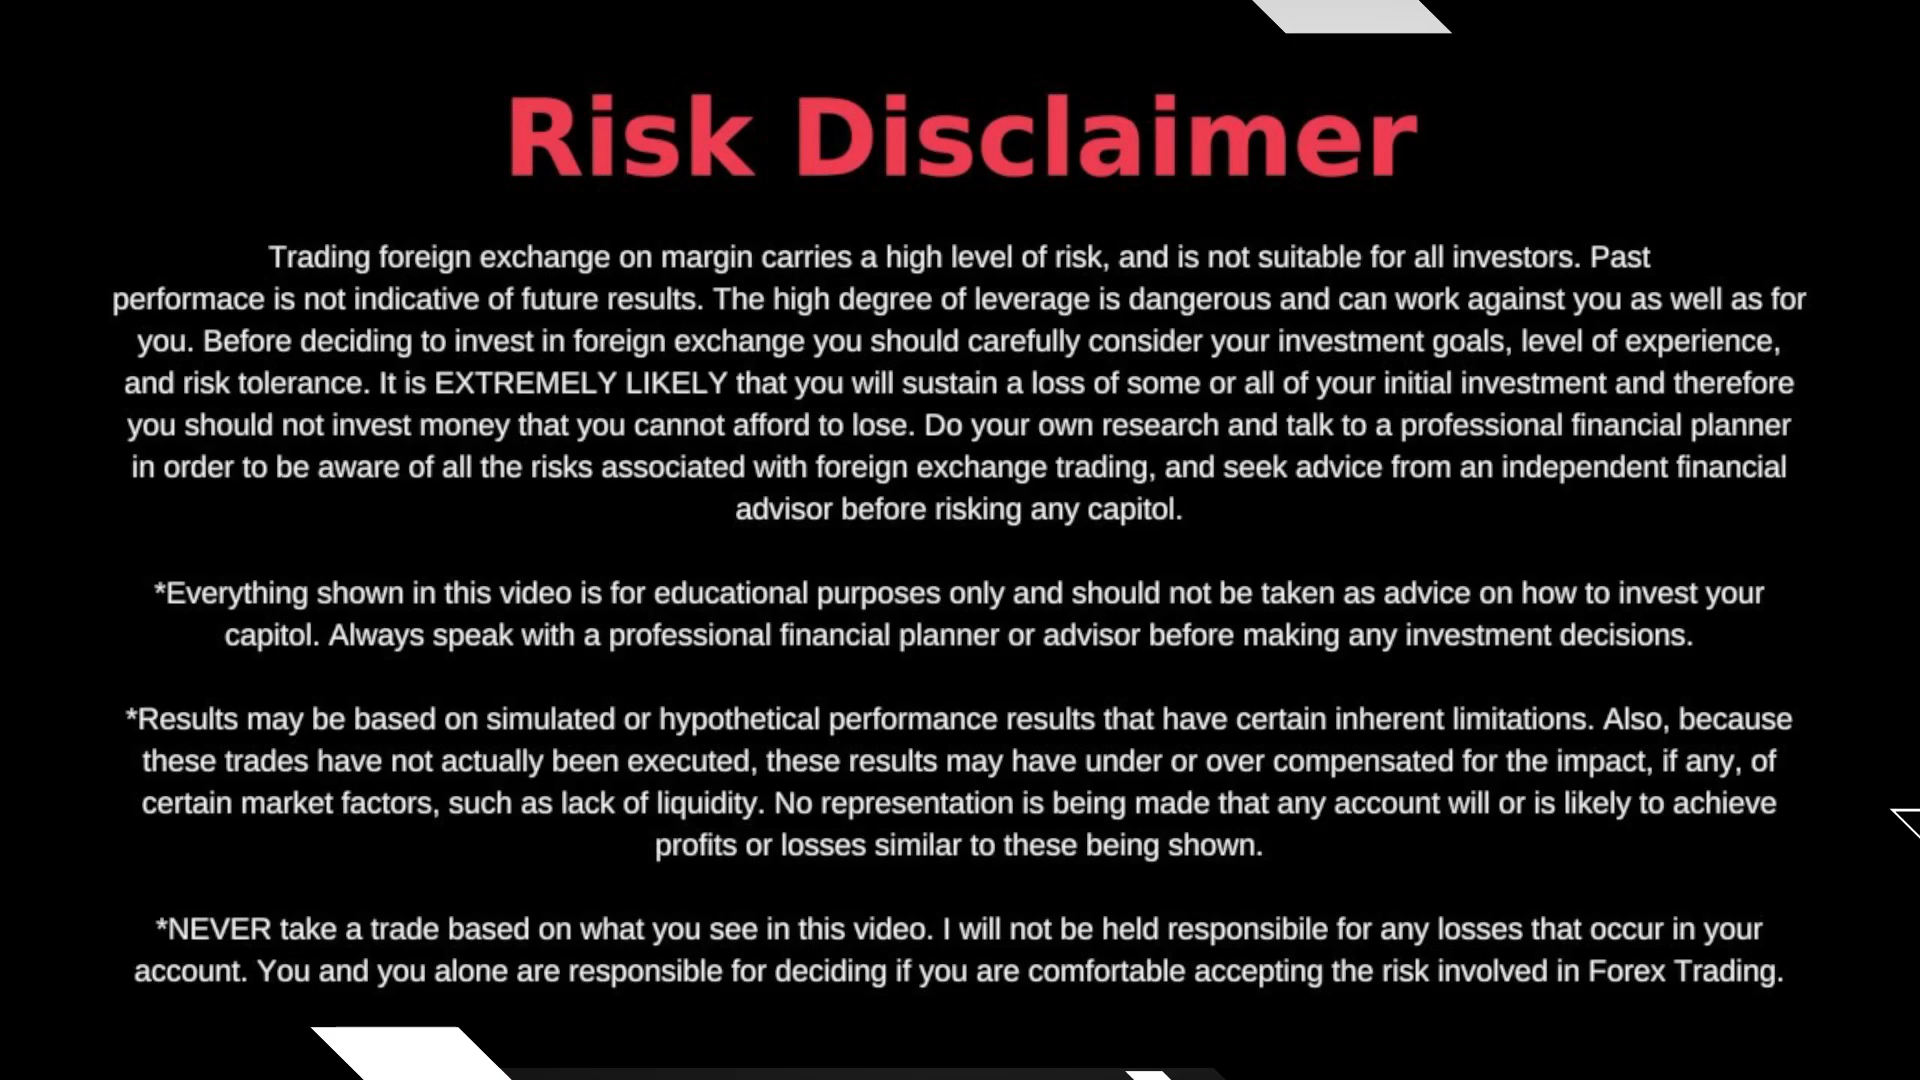 Risk Disclaimer
Trading foreign exchange on margin carries a high level of risk, and is not suitable for all investors. Past
performace is not indicative of future results. The high degree of leverage is dangerous and can work against you as well as for
you. Before deciding to invest in foreign exchange you should carefully consider your investment goals, level of experience,
and risk tolerance. It is EXTREMELY LIKELY that you will sustain a loss of some or all of your initial investment and therefore
you should not invest money that you cannot afford to lose. Do your own research and talk to a professional financial planner
in order to be aware of all the risks associated with foreign exchange trading, and seek advice from an independent financial
advisor before risking any capitol.
*Everything shown in this video is for educational purposes only and should not be taken as advice on how to invest your
capitol. Always speak with a professional financial planner or advisor before making any investment decisions.
*Results may be based on simulated or hypothetical performance results that have certain inherent limitations. Also, because
these trades have not actually been executed, these results may have under or over compensated for the impact, if any, of
certain market factors, such as lack of liquidity. No representation is being made that any account will or is likely to achieve
profits or losses similar to these being shown.
*NEVER take a trade based on what you see in this video. I will not be held responsibile for any losses that occur in your
account. You and you alone are responsible for deciding if you are comfortable accepting the risk involved in Forex Trading.